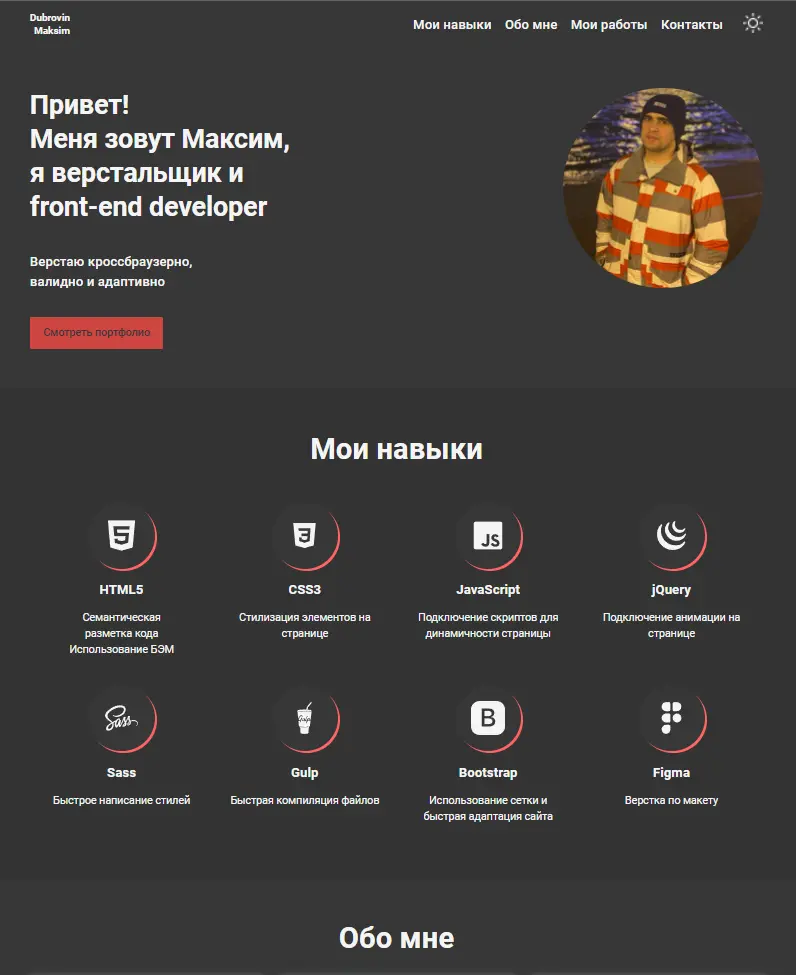 Dubrovin
Maksim
Мои навыки Обо мне Мои работы Контакты
Привет!
Меня зовут Максим,
я верстальщик и
front-end developer
Верстаю кроссбраузерно,
валидно и адаптивно
Смотреть портфолио
Мои навыки
5
3
JS
HTML5
CSS3
JavaScript
jQuery
Семантическая
разметка кода
Использование БЭМ
Стилизация элементов на
странице
Подключение скриптов для
динамичности страницы
Подключение анимации на
странице
Sass
Gulp
B
Sass
Gulp
Bootstrap
Figma
Быстрое написание стилей
Быстрая компиляция файлов
Использование сетки и
быстрая адаптация сайта
Верстка по макету
Обо мне